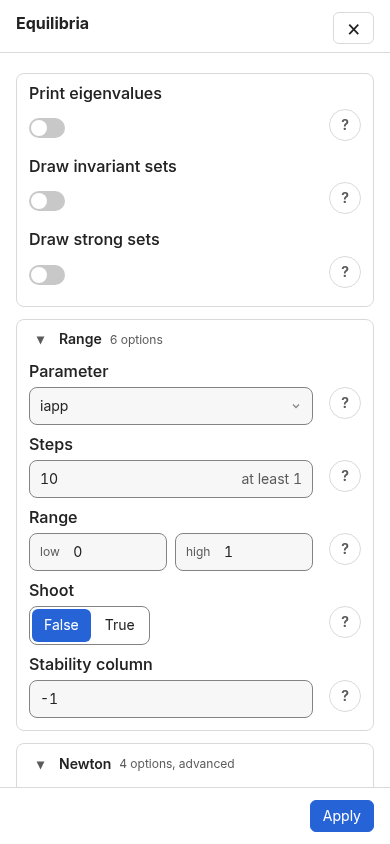 Equilibria
×
Print eigenvalues
?
Draw invariant sets
?
Draw strong sets
?
▼ Range 6 options
Parameter
iapp ?
Steps
10 at least 1 ?
Range
low 0 high 1 ?
Shoot
False True ?
Stability column
-1 ?
▼ Newton 4 options, advanced
Apply